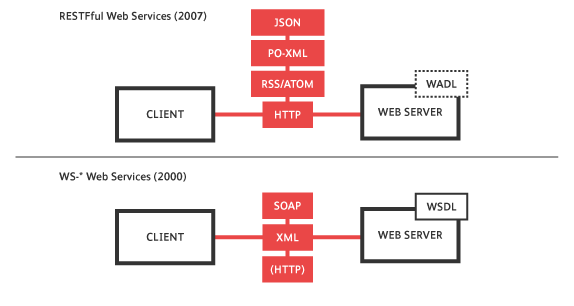 RESTFful Web Services (2007)
JSON
PO-XML
RSS/ATOM
WADL
CLIENT
HTTP
WEB SERVER
WS-* Web Services (2000)
SOAP
WSDL
CLIENT
XML
WEB SERVER
(HTTP)